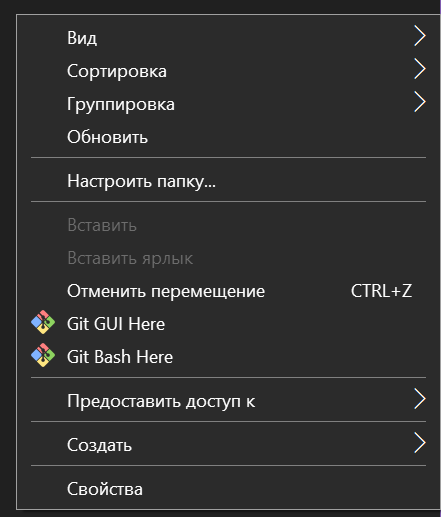 Вид
Сортировка
Группировка
Обновить
Настроить папку...
Вставить
Вставить ярлык
Отменить перемещение CTRL+Z
Git GUI Here
Git Bash Here
Предоставить доступ к
Создать
Свойства